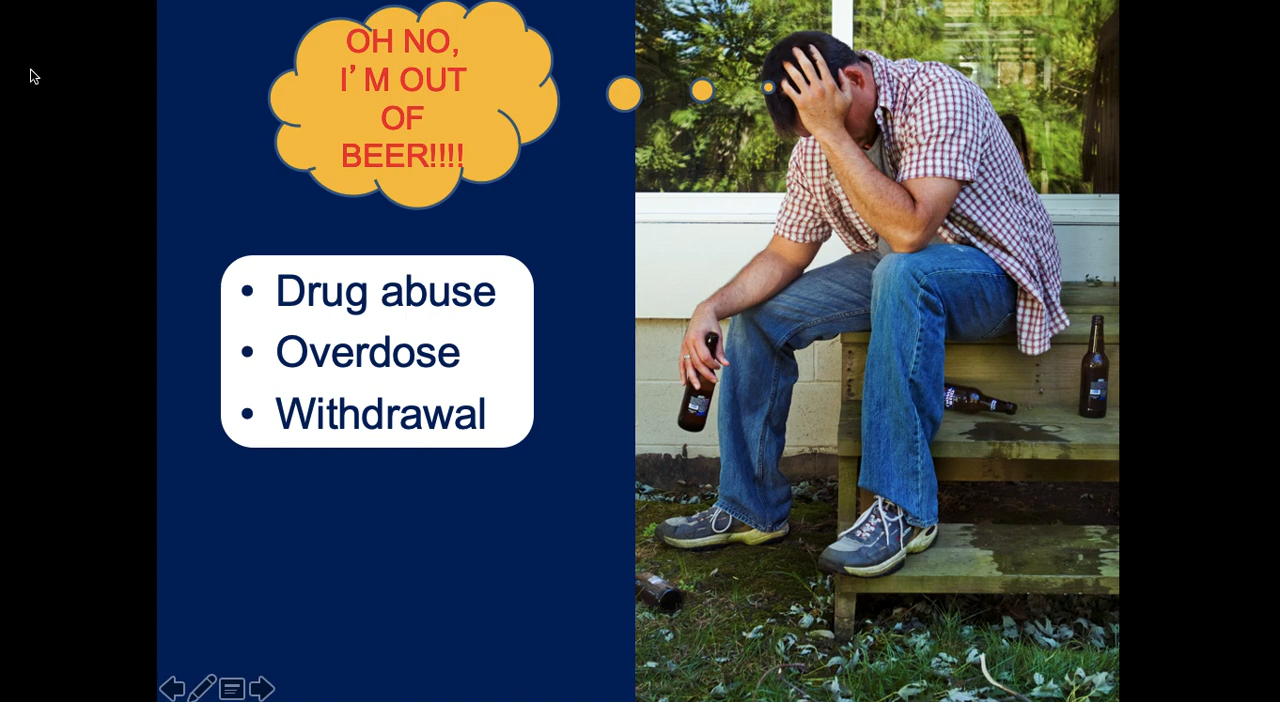 OH NO,
I’M OUT
OF
BEER!!!!
• Drug abuse
• Overdose
• Withdrawal